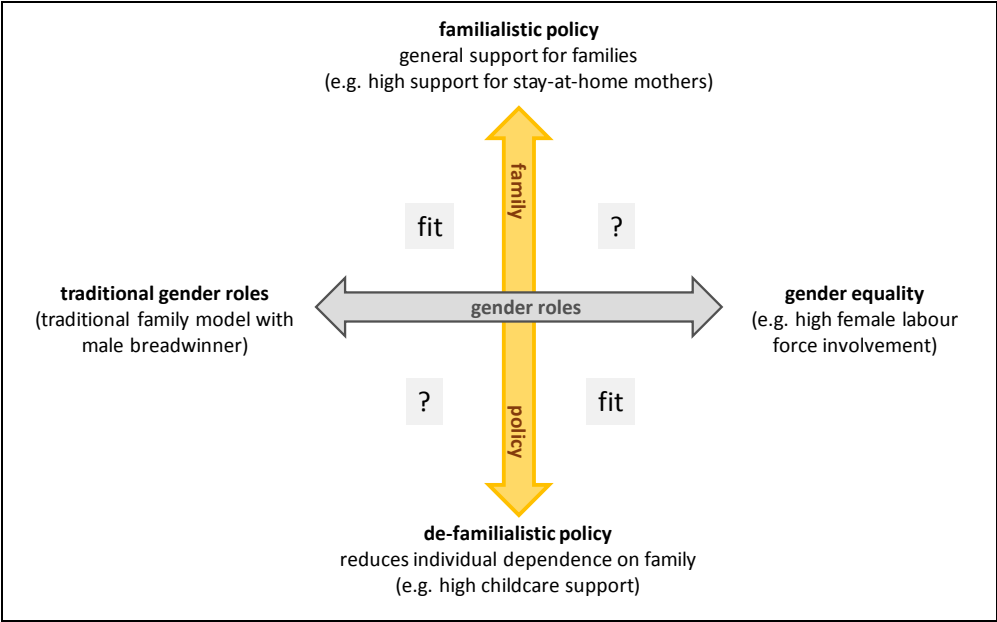 familialistic policy
general support for families
(e.g. high support for stay-at-home mothers)
family
fit
?
traditional gender roles
(traditional family model with
male breadwinner)
gender roles
gender equality
(e.g. high female labour
force involvement)
?
policy
fit
de-familialistic policy
reduces individual dependence on family
(e.g. high childcare support)